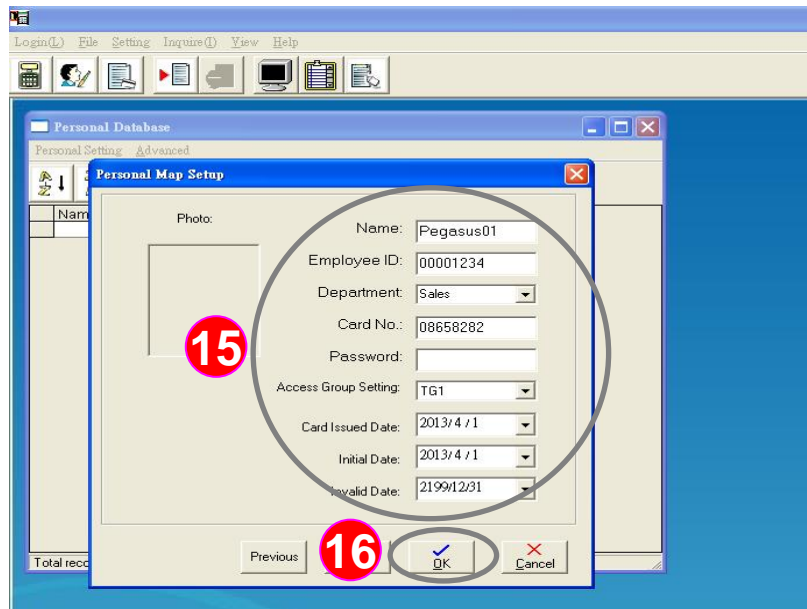 Login(L) File Setting Inquire(I) View Help
Personal Database
Personal Setting Advanced
A
Z
Personal Map Setup
Nam
Photo:
Name: Pegasus01
Employee ID: 00001234
Department: Sales
Card No.: 08658282
15
Password:
Access Group Setting: TG1
Card Issued Date: 2013/ 4 / 1
Initial Date: 2013/ 4 / 1
Invalid Date: 2199/12/31
Previous 16 OK Cancel
Total reco